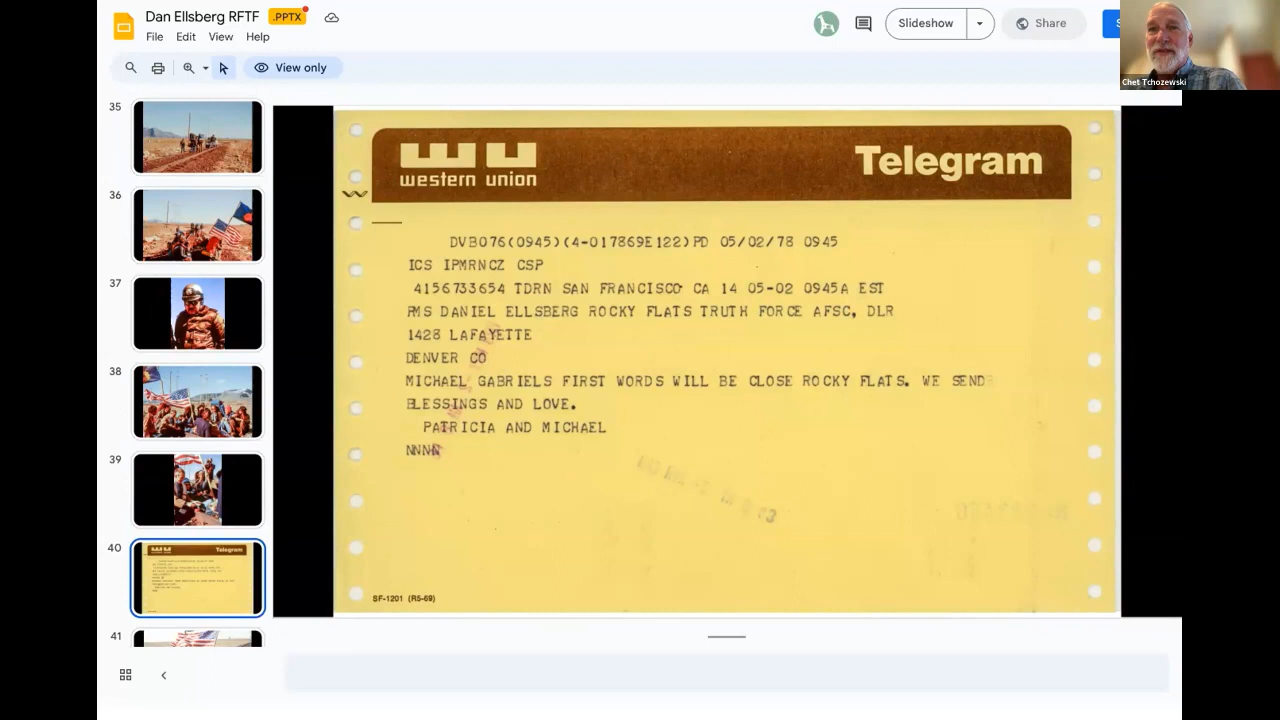 Dan Ellsberg RFTF .PPTX
File Edit View Help
Slideshow
Share
View only
Chet Tchozewski
35
36
37
38
39
40
41
western union
Telegram
DVB076(0945)(4-017869E122)PD 05/02/78 0945
ICS IPMRNCZ CSP
4156733654 TDRN SAN FRANCISCO CA 14 05-02 0945A EST
PMS DANIEL ELLSBERG ROCKY FLATS TRUTH FORCE AFSC, DLR
1428 LAFAYETTE
DENVER CO
MICHAEL GABRIELS FIRST WORDS WILL BE CLOSE ROCKY FLATS. WE SEND
BLESSINGS AND LOVE.
PATRICIA AND MICHAEL
NNNN
SF-1201 (R5-69)